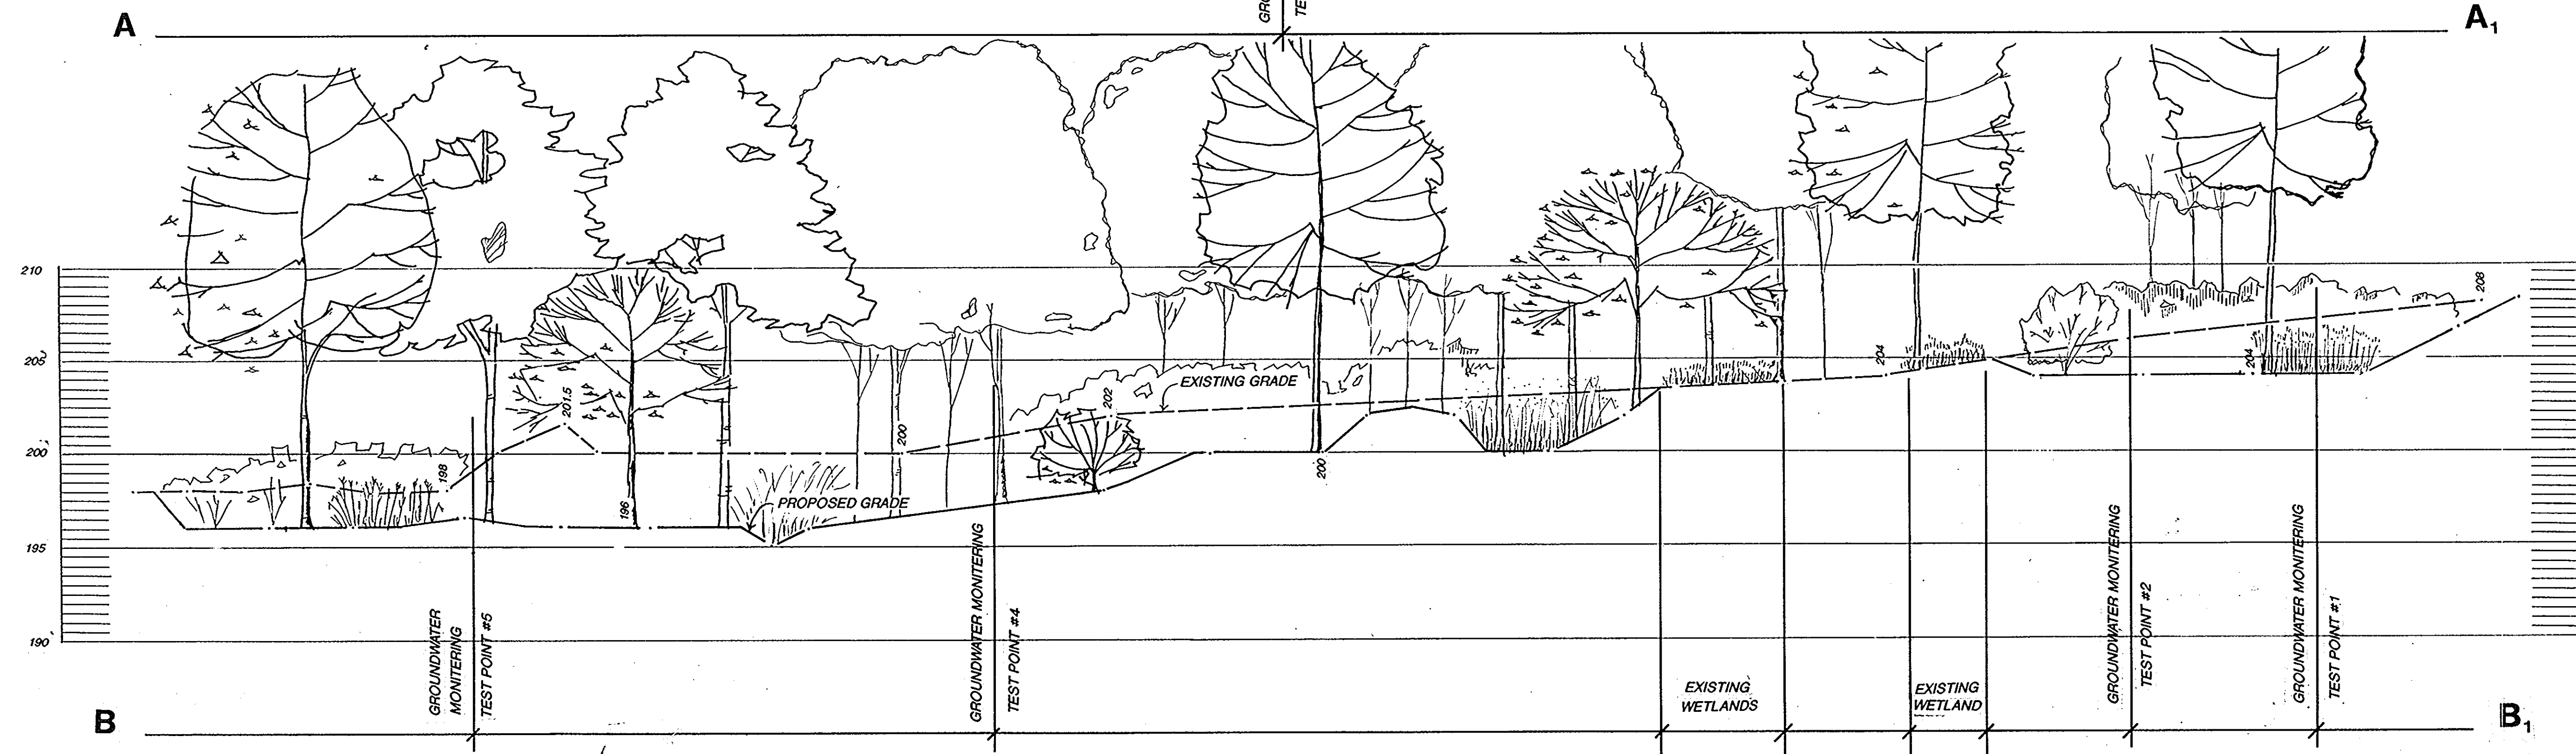 A
GRO
TE
A1
210
205
200
195
190
198
201.5
196
200
202
EXISTING GRADE
PROPOSED GRADE
200
204
204
208
GROUNDWATER
MONITERING
TEST POINT #5
GROUNDWATER MONITERING
TEST POINT #4
EXISTING
WETLANDS
EXISTING
WETLAND
GROUNDWATER MONITERING
TEST POINT #2
GROUNDWATER MONITERING
TEST POINT #1
B
B1